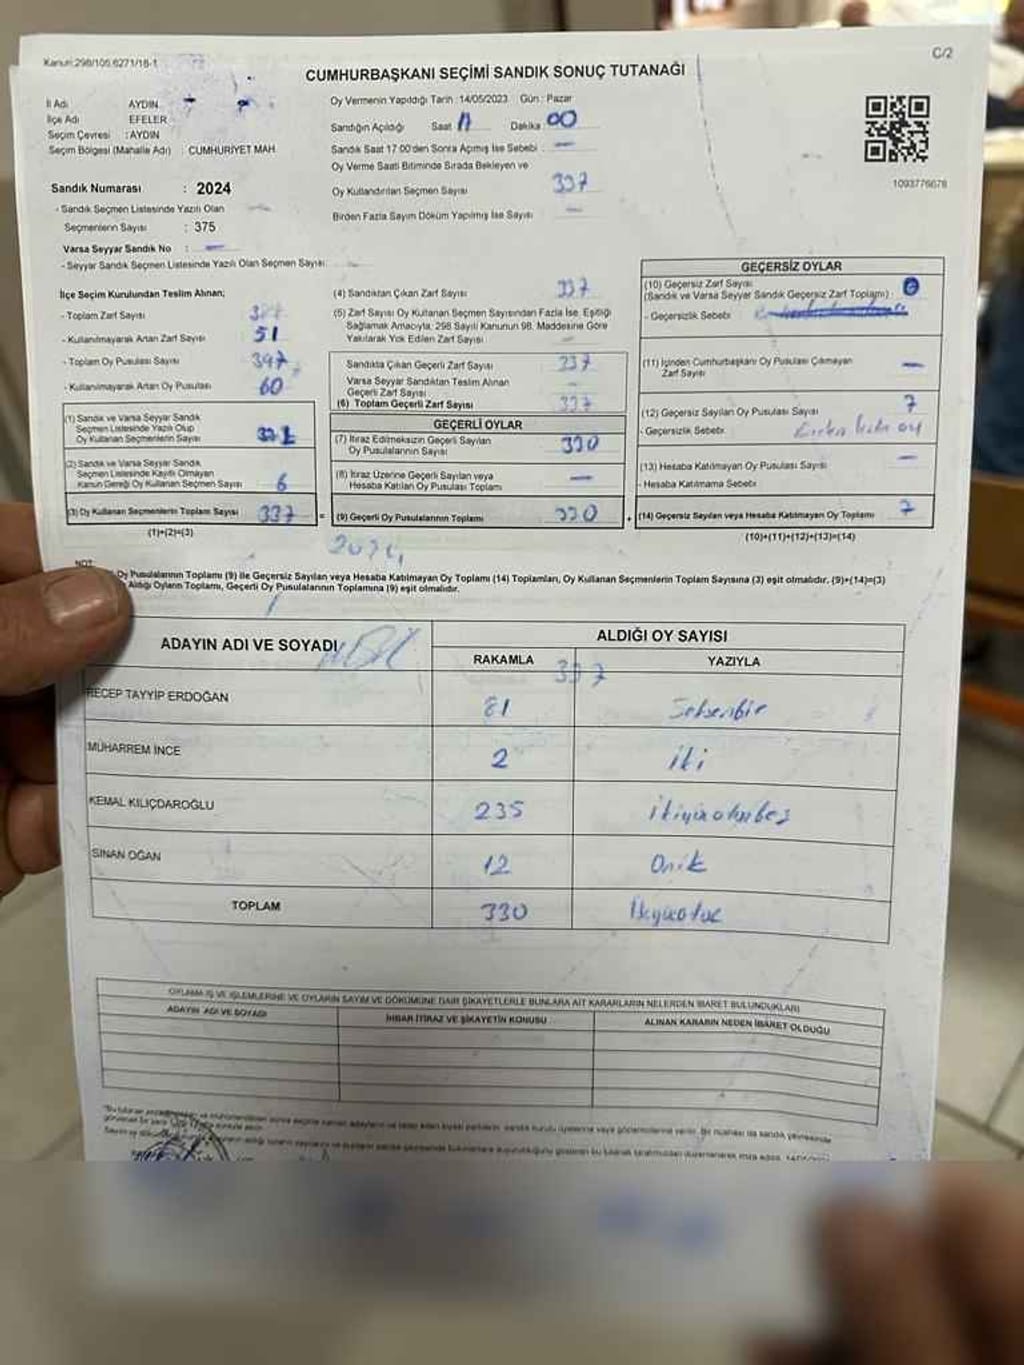 Kanun:298/105,6271/18-1
C/2
CUMHURBAŞKANI SEÇİMİ SANDIK SONUÇ TUTANAĞI
İl Adı AYDIN
İlçe Adı EFELER
Seçim Çevresi : AYDIN
Seçim Bölgesi (Mahalle Adı) : CUMHURİYET MAH.
Sandık Numarası : 2024
- Sandık Seçmen Listesinde Yazılı Olan
Seçmenlerin Sayısı : 375
Varsa Seyyar Sandık No : -
- Seyyar Sandık Seçmen Listesinde Yazılı Olan Seçmen Sayısı:
Oy Vermenin Yapıldığı Tarih :14/05/2023 Gün : Pazar
Sandığın Açıldığı Saat Dakika 00
Sandık Saat 17:00'den Sonra Açmış İse Sebebi : -
Oy Verme Saati Bitiminde Sırada Bekleyen ve
Oy Kullandırılan Seçmen Sayısı 337
Birden Fazla Sayım Döküm Yapılmış İse Sayısı -
1093776678
İlçe Seçim Kurulundan Teslim Alınan;
- Toplam Zarf Sayısı
- Kullanılmayarak Artan Zarf Sayısı 51
- Toplam Oy Pusulası Sayısı 397
- Kullanılmayarak Artan Oy Pusulası 60
(1) Sandık ve Varsa Seyyar Sandık
Seçmen Listesinde Yazılı Olup
Oy Kullanan Seçmenlerin Sayısı
(2) Sandık ve Varsa Seyyar Sandık
Seçmen Listesinde Kayıtlı Olmayan
Kanun Gereği Oy Kullanan Seçmen Sayısı 6
(3) Oy Kullanan Seçmenlerin Toplam Sayısı 337 =
(1)+(2)=(3)
(4) Sandıktan Çıkan Zarf Sayısı 337
(5) Zarf Sayısı Oy Kullanan Seçmen Sayısından Fazla İse, Eşitliği
Sağlamak Amacıyla; 298 Sayılı Kanunun 98. Maddesine Göre
Yakılarak Yok Edilen Zarf Sayısı -
Sandıkta Çıkan Geçerli Zarf Sayısı 337
Varsa Seyyar Sandıktan Teslim Alınan
Geçerli Zarf Sayısı -
(6) Toplam Geçerli Zarf Sayısı 337
GEÇERLİ OYLAR
(7) İtiraz Edilmeksizin Geçerli Sayılan
Oy Pusulasının Sayısı 330
(8) İtiraz Üzerine Geçerli Sayılan veya
Hesaba Katılan Oy Pusulası Toplamı -
(9) Geçerli Oy Pusulalarının Toplamı 330 +
GEÇERSİZ OYLAR
(10) Geçersiz Zarf Sayısı
(Sandık ve Varsa Seyyar Sandık Geçersiz Zarf Toplamı) : 0
- Geçersizlik Sebebi
(11) İçinden Cumhurbaşkanı Oy Pusulası Çıkmayan
Zarf Sayısı -
(12) Geçersiz Sayılan Oy Pusulası Sayısı 7
- Geçersizlik Sebebi
(13) Hesaba Katılmayan Oy Pusulası Sayısı -
- Hesaba Katılmama Sebebi
(14) Geçersiz Sayılan veya Hesaba Katılmayan Oy Toplamı 7
(10)+(11)+(12)+(13)=(14)
2024
NOT:
Oy Pusulalarının Toplamı (9) ile Geçersiz Sayılan veya Hesaba Katılmayan Oy Toplamı (14) Toplamları, Oy Kullanan Seçmenlerin Toplam Sayısına (3) eşit olmalıdır. (9)+(14)=(3)
Aldığı Oyların Toplamı, Geçerli Oy Pusulalarının Toplamına (9) eşit olmalıdır.
ADAYIN ADI VE SOYADI ALDIĞI OY SAYISI
RAKAMLA YAZIYLA
337
RECEP TAYYİP ERDOĞAN 81 Seksenbir
MUHARREM İNCE 2 iki
KEMAL KILIÇDAROĞLU 235 ikiyüzotuzbeş
SİNAN OĞAN 12 Oniki
TOPLAM 330
OYLAMA İŞ VE İŞLEMLERİNE VE OYLARIN SAYIM VE DÖKÜMÜNE DAİR ŞİKAYETLERLE BUNLARA AİT KARARLARIN NELERDEN İBARET BULUNDUKLARI
ADAYIN ADI VE SOYADI İHBAR İTİRAZ VE ŞİKAYETİN KONUSU ALINAN KARARIN NEDEN İBARET OLDUĞU